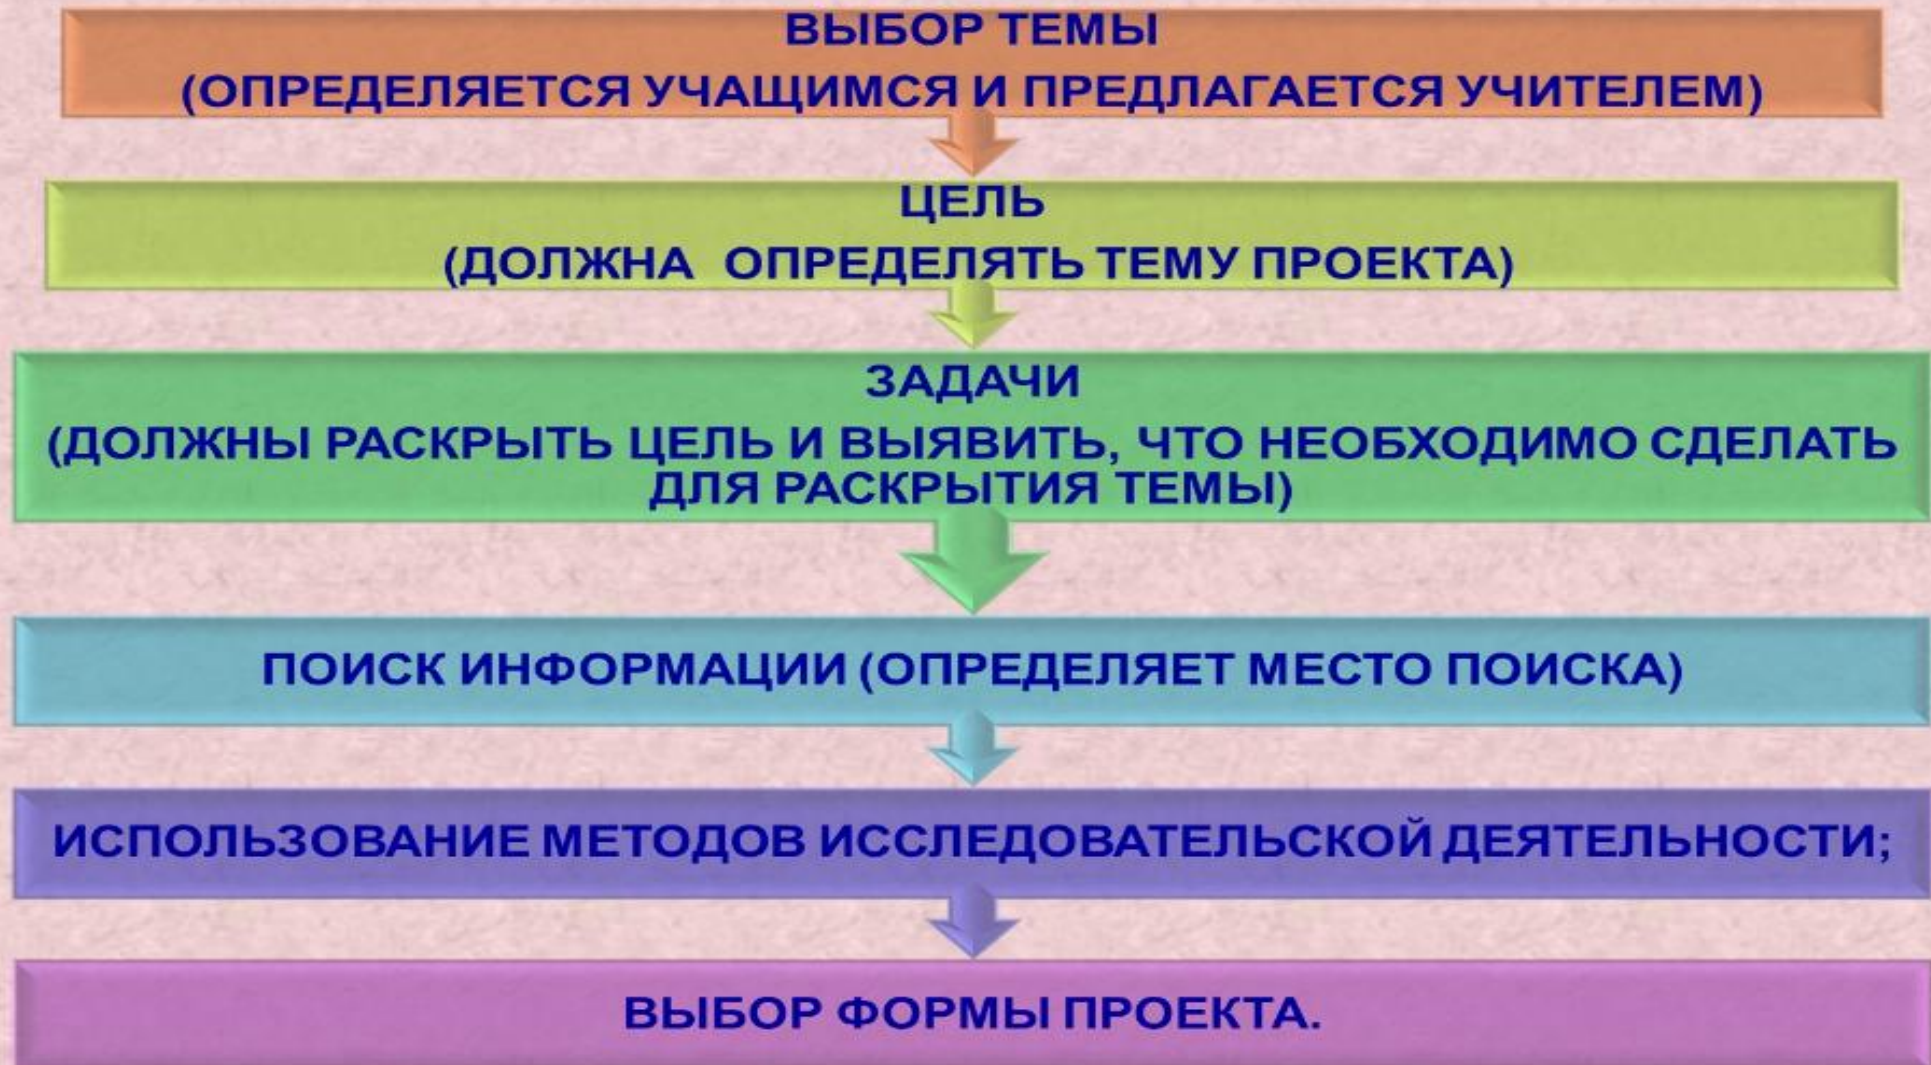 ВЫБОР ТЕМЫ
(ОПРЕДЕЛЯЕТСЯ УЧАЩИМСЯ И ПРЕДЛАГАЕТСЯ УЧИТЕЛЕМ)
ЦЕЛЬ
(ДОЛЖНА ОПРЕДЕЛЯТЬ ТЕМУ ПРОЕКТА)
ЗАДАЧИ
(ДОЛЖНЫ РАСКРЫТЬ ЦЕЛЬ И ВЫЯВИТЬ, ЧТО НЕОБХОДИМО СДЕЛАТЬ
ДЛЯ РАСКРЫТИЯ ТЕМЫ)
ПОИСК ИНФОРМАЦИИ (ОПРЕДЕЛЯЕТ МЕСТО ПОИСКА)
ИСПОЛЬЗОВАНИЕ МЕТОДОВ ИССЛЕДОВАТЕЛЬСКОЙ ДЕЯТЕЛЬНОСТИ;
ВЫБОР ФОРМЫ ПРОЕКТА.